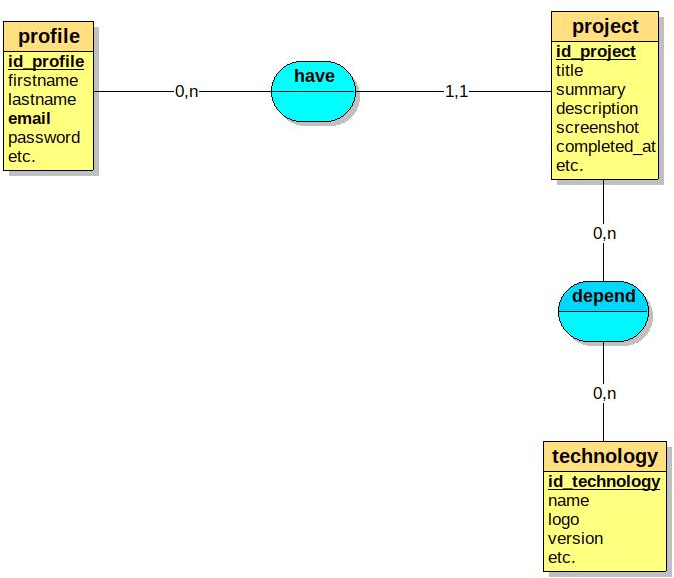 profile
id_profile
firstname
lastname
email
password
etc.
0,n
have
1,1
project
id_project
title
summary
description
screenshot
completed_at
etc.
0,n
depend
0,n
technology
id_technology
name
logo
version
etc.